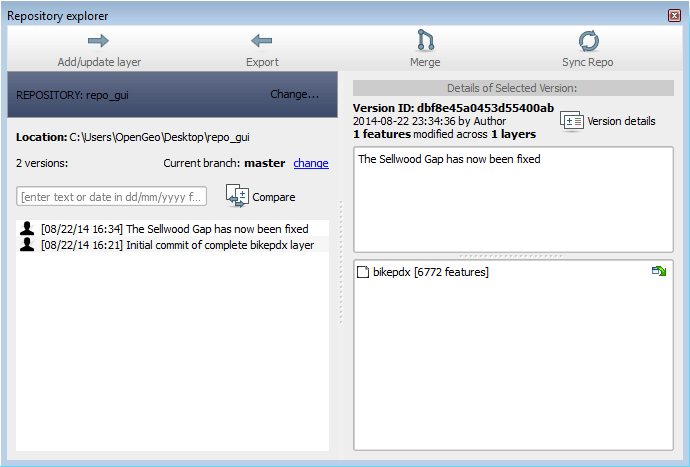 Repository explorer
Add/update layer
Export
Merge
Sync Repo
REPOSITORY: repo_gui
Change...
Location: C:\Users\OpenGeo\Desktop\repo_gui
2 versions:
Current branch: master change
[enter text or date in dd/mm/yyyy f...
Compare
[08/22/14 16:34] The Sellwood Gap has now been fixed
[08/22/14 16:21] Initial commit of complete bikepdx layer
Details of Selected Version:
Version ID: dbf8e45a0453d55400ab
2014-08-22 23:34:36 by Author
1 features modified across 1 layers
Version details
The Sellwood Gap has now been fixed
bikepdx [6772 features]